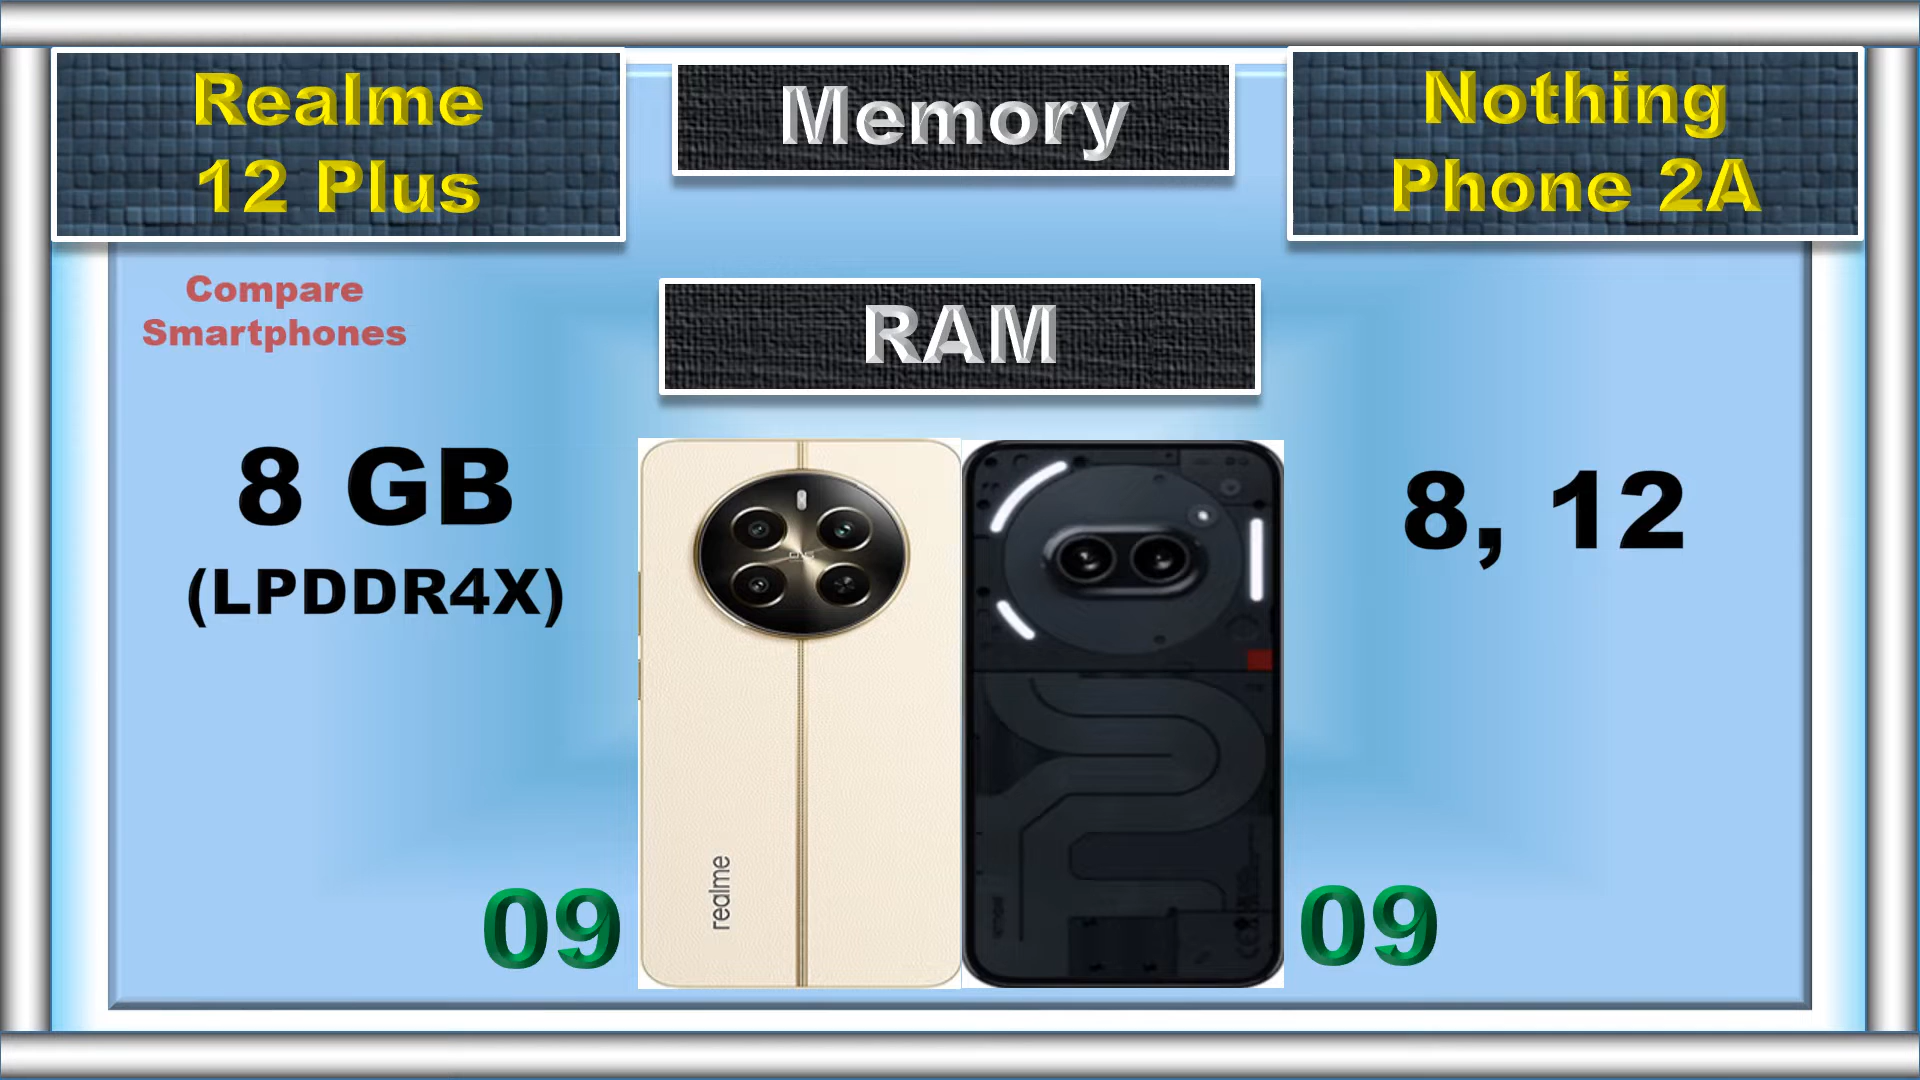 Realme
12 Plus
Memory
Nothing
Phone 2A
Compare
Smartphones
RAM
8 GB
(LPDDR4X)
8, 12
realme
09
09